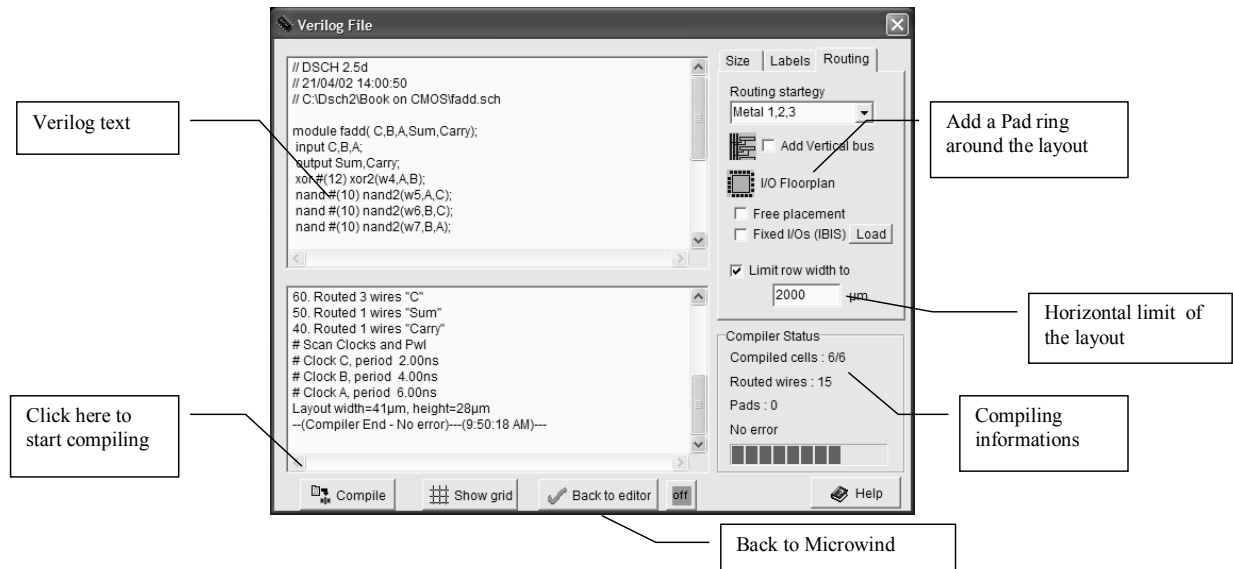 Verilog File
// DSCH 2.5d
// 21/04/02 14:00:50
// C:\Dsch2\Book on CMOS\fadd.sch
module fadd( C,B,A,Sum,Carry);
input C,B,A;
output Sum,Carry;
xor #(12) xor2(w4,A,B);
nand #(10) nand2(w5,A,C);
nand #(10) nand2(w6,B,C);
nand #(10) nand2(w7,B,A);
60. Routed 3 wires "C"
50. Routed 1 wires "Sum"
40. Routed 1 wires "Carry"
# Scan Clocks and Pwl
# Clock C, period 2.00ns
# Clock B, period 4.00ns
# Clock A, period 6.00ns
Layout width=41µm, height=28µm
--(Compiler End - No error)---(9:50:18 AM)---
Compile
Show grid
Back to editor
off
Size
Labels
Routing
Routing startegy
Metal 1,2,3
Add Vertical bus
I/O Floorplan
Free placement
Fixed I/Os (IBIS)
Load
Limit row width to
2000
µm
Compiler Status
Compiled cells : 6/6
Routed wires : 15
Pads : 0
No error
Help
Verilog text
Click here to
start compiling
Add a Pad ring
around the layout
Horizontal limit of
the layout
Compiling
informations
Back to Microwind